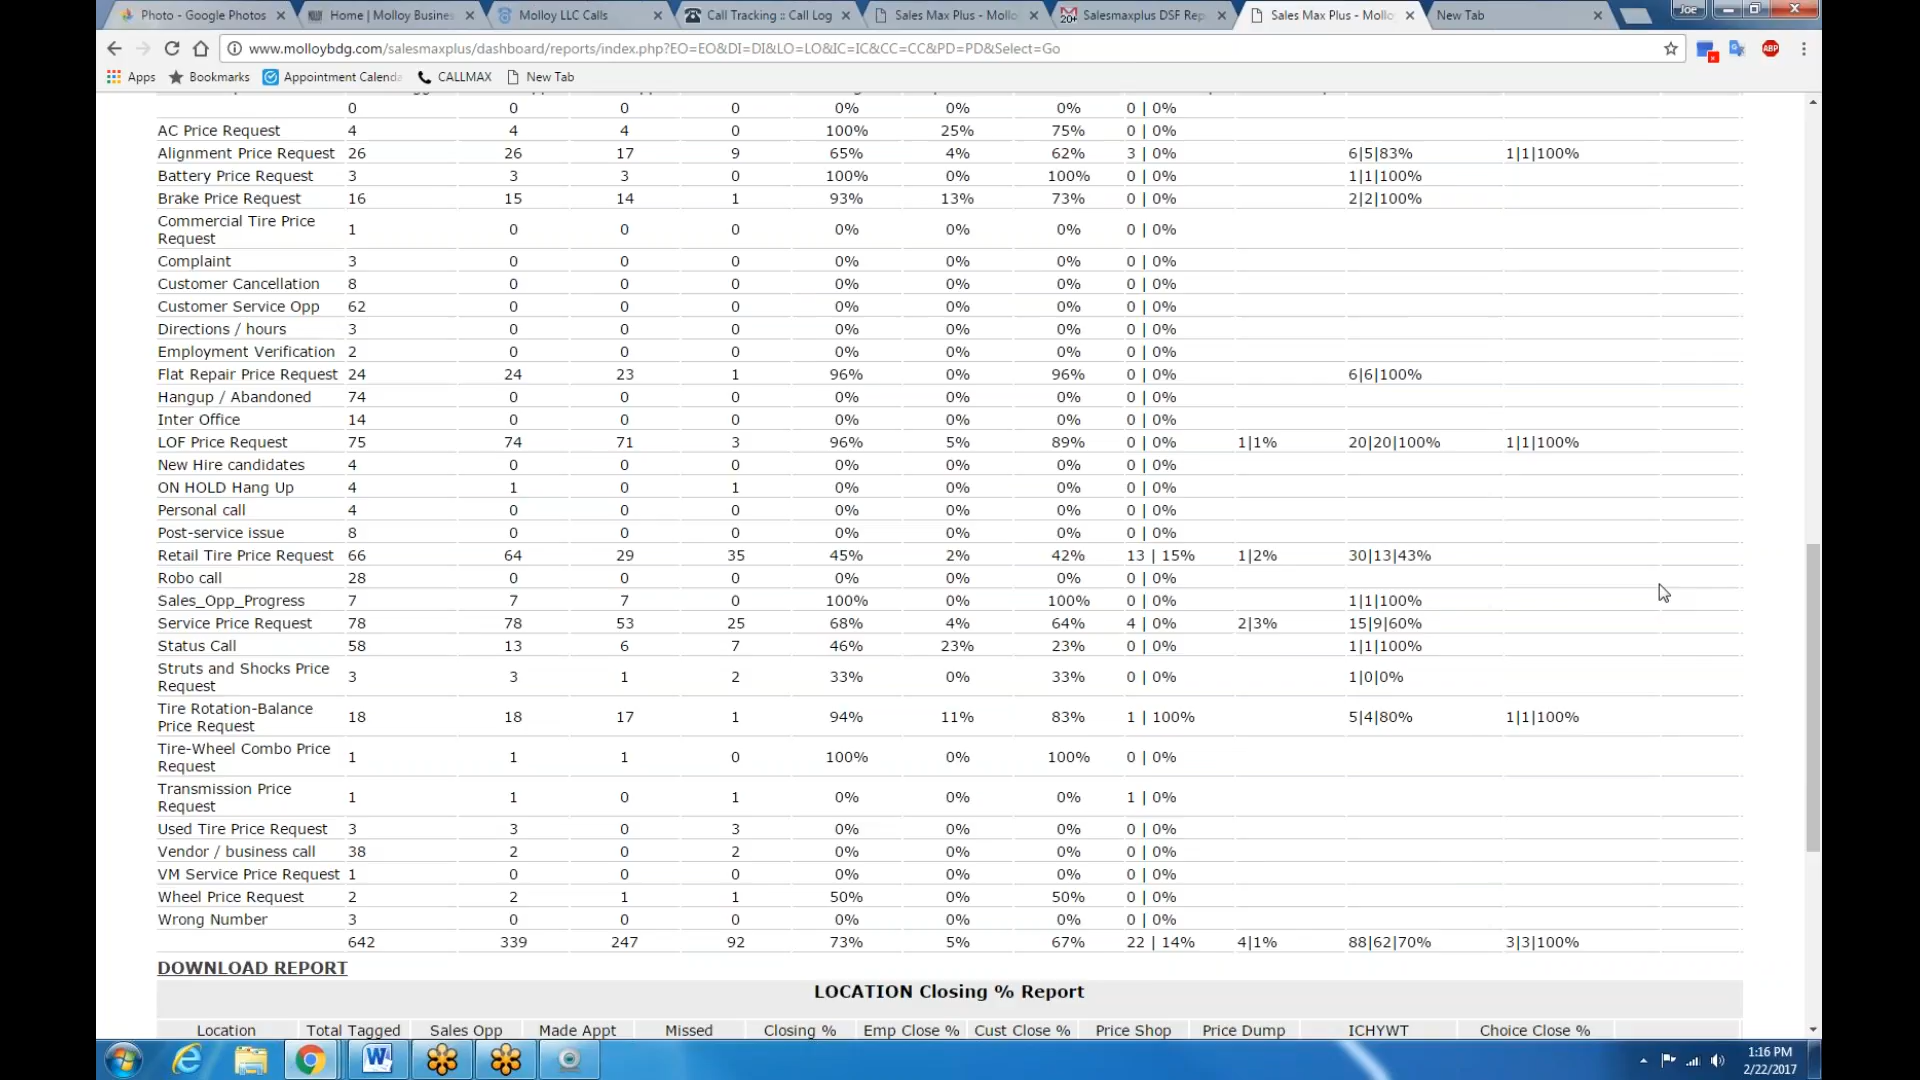 Photo - Google Photos Home | Molloy Busine Molloy LLC Calls Call Tracking :: Call Log Sales Max Plus - Mollo Salesmaxplus DSF Rep Sales Max Plus - Mollo New Tab Joe
www.molloybdg.com/salesmaxplus/dashboard/reports/index.php?EO=EO&DI=DI&LO=LO&IC=IC&CC=CC&PD=PD&Select=Go
Apps Bookmarks Appointment Calenda CALLMAX New Tab
0 0 0 0 0% 0% 0% 0 | 0%
AC Price Request 4 4 4 0 100% 25% 75% 0 | 0%
Alignment Price Request 26 26 17 9 65% 4% 62% 3 | 0% 6|5|83% 1|1|100%
Battery Price Request 3 3 3 0 100% 0% 100% 0 | 0% 1|1|100%
Brake Price Request 16 15 14 1 93% 13% 73% 0 | 0% 2|2|100%
Commercial Tire Price
Request 1 0 0 0 0% 0% 0% 0 | 0%
Complaint 3 0 0 0 0% 0% 0% 0 | 0%
Customer Cancellation 8 0 0 0 0% 0% 0% 0 | 0%
Customer Service Opp 62 0 0 0 0% 0% 0% 0 | 0%
Directions / hours 3 0 0 0 0% 0% 0% 0 | 0%
Employment Verification 2 0 0 0 0% 0% 0% 0 | 0%
Flat Repair Price Request 24 24 23 1 96% 0% 96% 0 | 0% 6|6|100%
Hangup / Abandoned 74 0 0 0 0% 0% 0% 0 | 0%
Inter Office 14 0 0 0 0% 0% 0% 0 | 0%
LOF Price Request 75 74 71 3 96% 5% 89% 0 | 0% 1|1% 20|20|100% 1|1|100%
New Hire candidates 4 0 0 0 0% 0% 0% 0 | 0%
ON HOLD Hang Up 4 1 0 1 0% 0% 0% 0 | 0%
Personal call 4 0 0 0 0% 0% 0% 0 | 0%
Post-service issue 8 0 0 0 0% 0% 0% 0 | 0%
Retail Tire Price Request 66 64 29 35 45% 2% 42% 13 | 15% 1|2% 30|13|43%
Robo call 28 0 0 0 0% 0% 0% 0 | 0%
Sales_Opp_Progress 7 7 7 0 100% 0% 100% 0 | 0% 1|1|100%
Service Price Request 78 78 53 25 68% 4% 64% 4 | 0% 2|3% 15|9|60%
Status Call 58 13 6 7 46% 23% 23% 0 | 0% 1|1|100%
Struts and Shocks Price
Request 3 3 1 2 33% 0% 33% 0 | 0% 1|0|0%
Tire Rotation-Balance
Price Request 18 18 17 1 94% 11% 83% 1 | 100% 5|4|80% 1|1|100%
Tire-Wheel Combo Price
Request 1 1 1 0 100% 0% 100% 0 | 0%
Transmission Price
Request 1 1 0 1 0% 0% 0% 1 | 0%
Used Tire Price Request 3 3 0 3 0% 0% 0% 0 | 0%
Vendor / business call 38 2 0 2 0% 0% 0% 0 | 0%
VM Service Price Request 1 0 0 0 0% 0% 0% 0 | 0%
Wheel Price Request 2 2 1 1 50% 0% 50% 0 | 0%
Wrong Number 3 0 0 0 0% 0% 0% 0 | 0%
642 339 247 92 73% 5% 67% 22 | 14% 4|1% 88|62|70% 3|3|100%
DOWNLOAD REPORT
LOCATION Closing % Report
Location Total Tagged Sales Opp Made Appt Missed Closing % Emp Close % Cust Close % Price Shop Price Dump ICHYWT Choice Close %
1:16 PM
2/22/2017